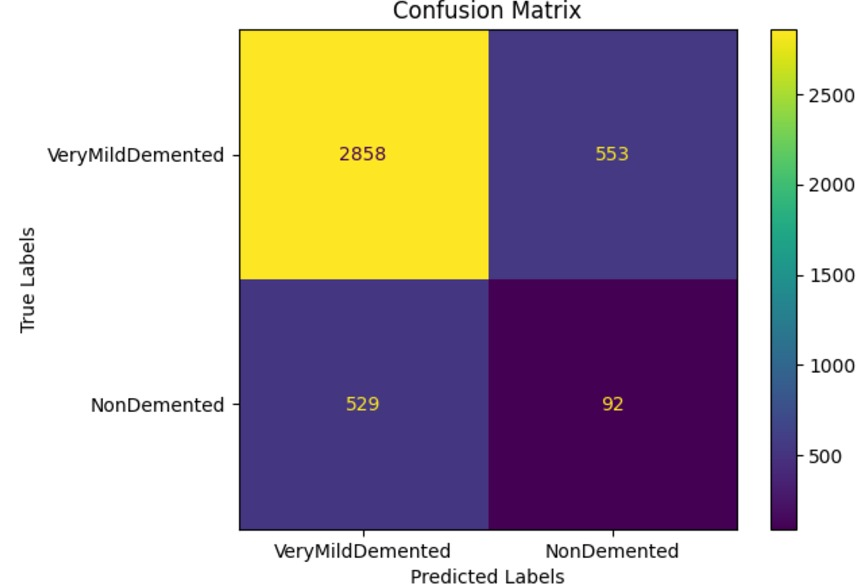 Confusion Matrix
True Labels
VeryMildDemented
NonDemented
2858
553
529
92
VeryMildDemented
NonDemented
Predicted Labels
2500
2000
1500
1000
500